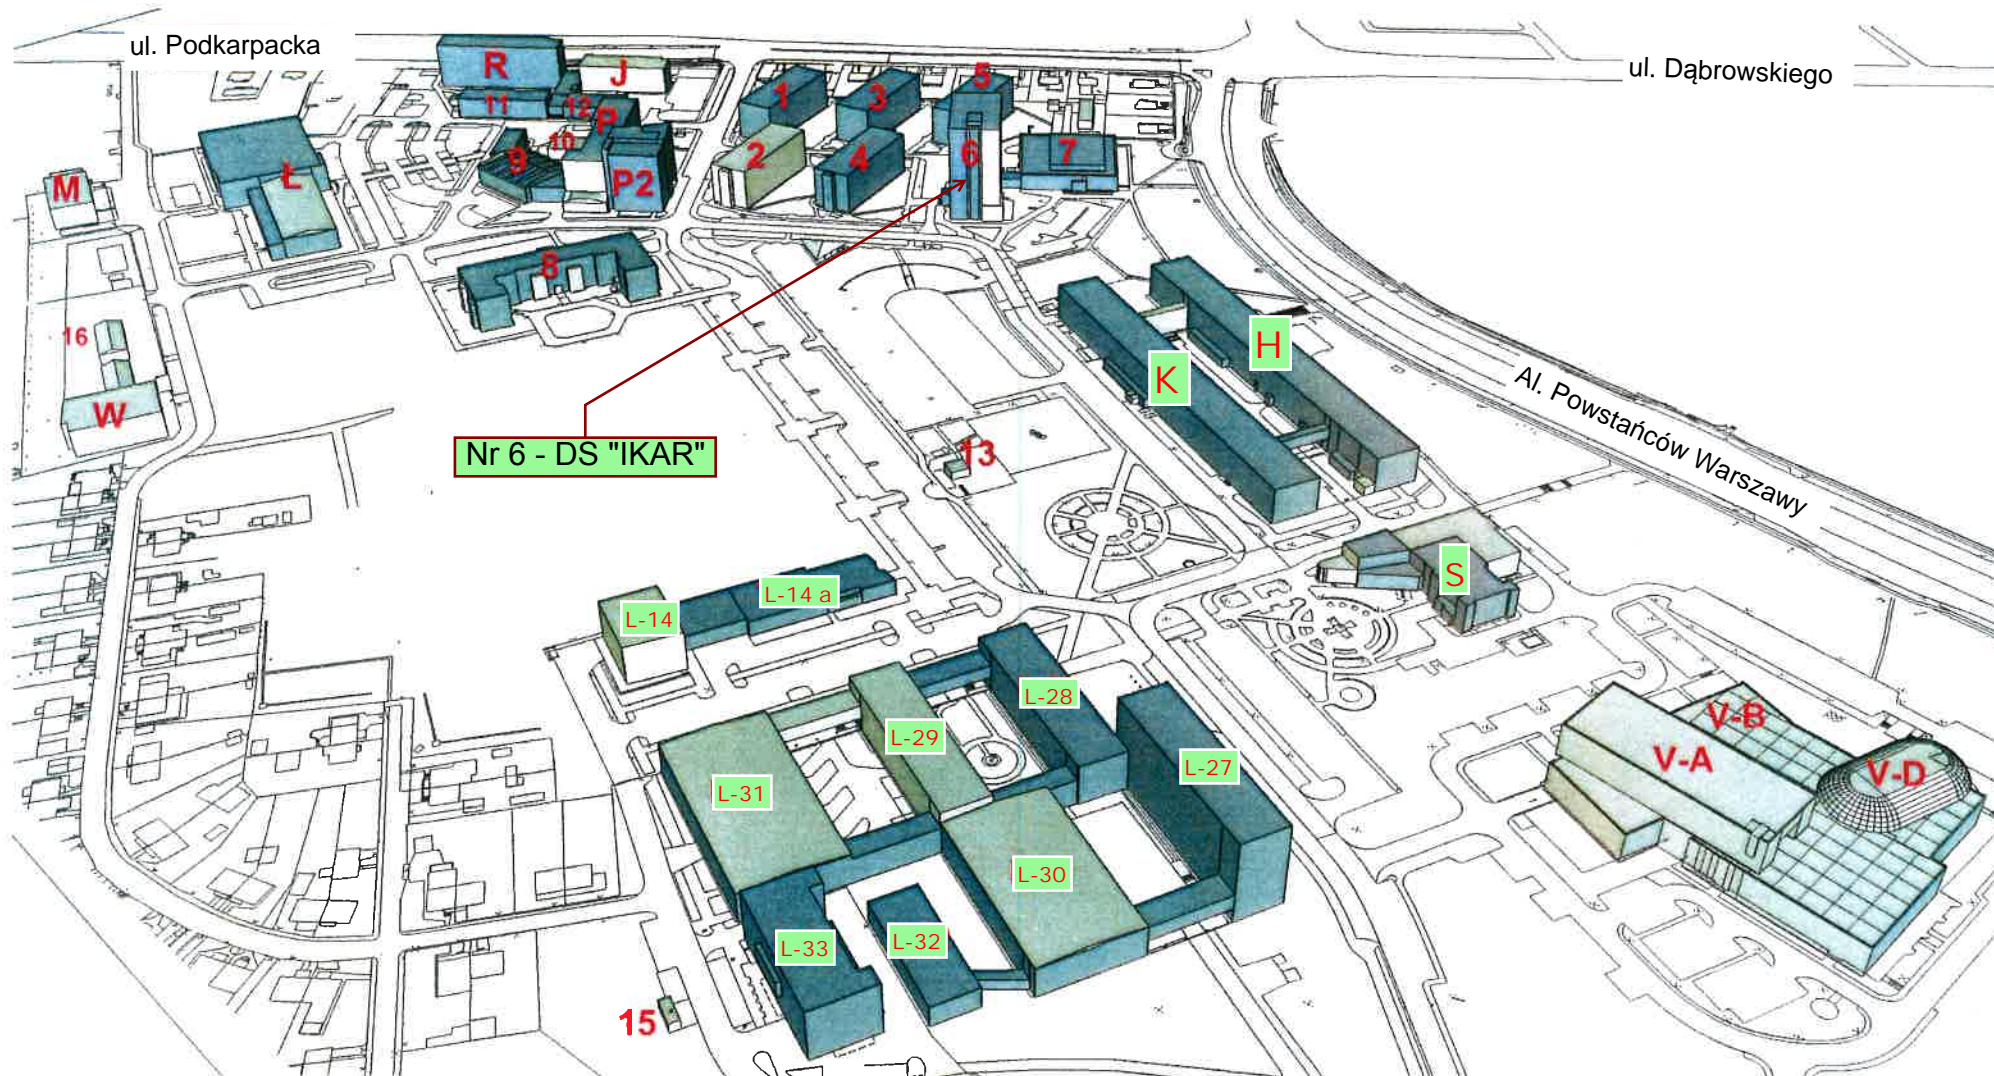 ul. Podkarpacka
ul. Dąbrowskiego
R
J
11
12
P
10
9
P2
1
3
5
2
4
6
7
M
Ł
8
16
W
H
K
Al. Powstańców Warszawy
Nr 6 - DS "IKAR"
13
S
L-14
L-14 a
L-28
L-29
L-27
L-31
L-30
L-33
L-32
15
V-B
V-A
V-D